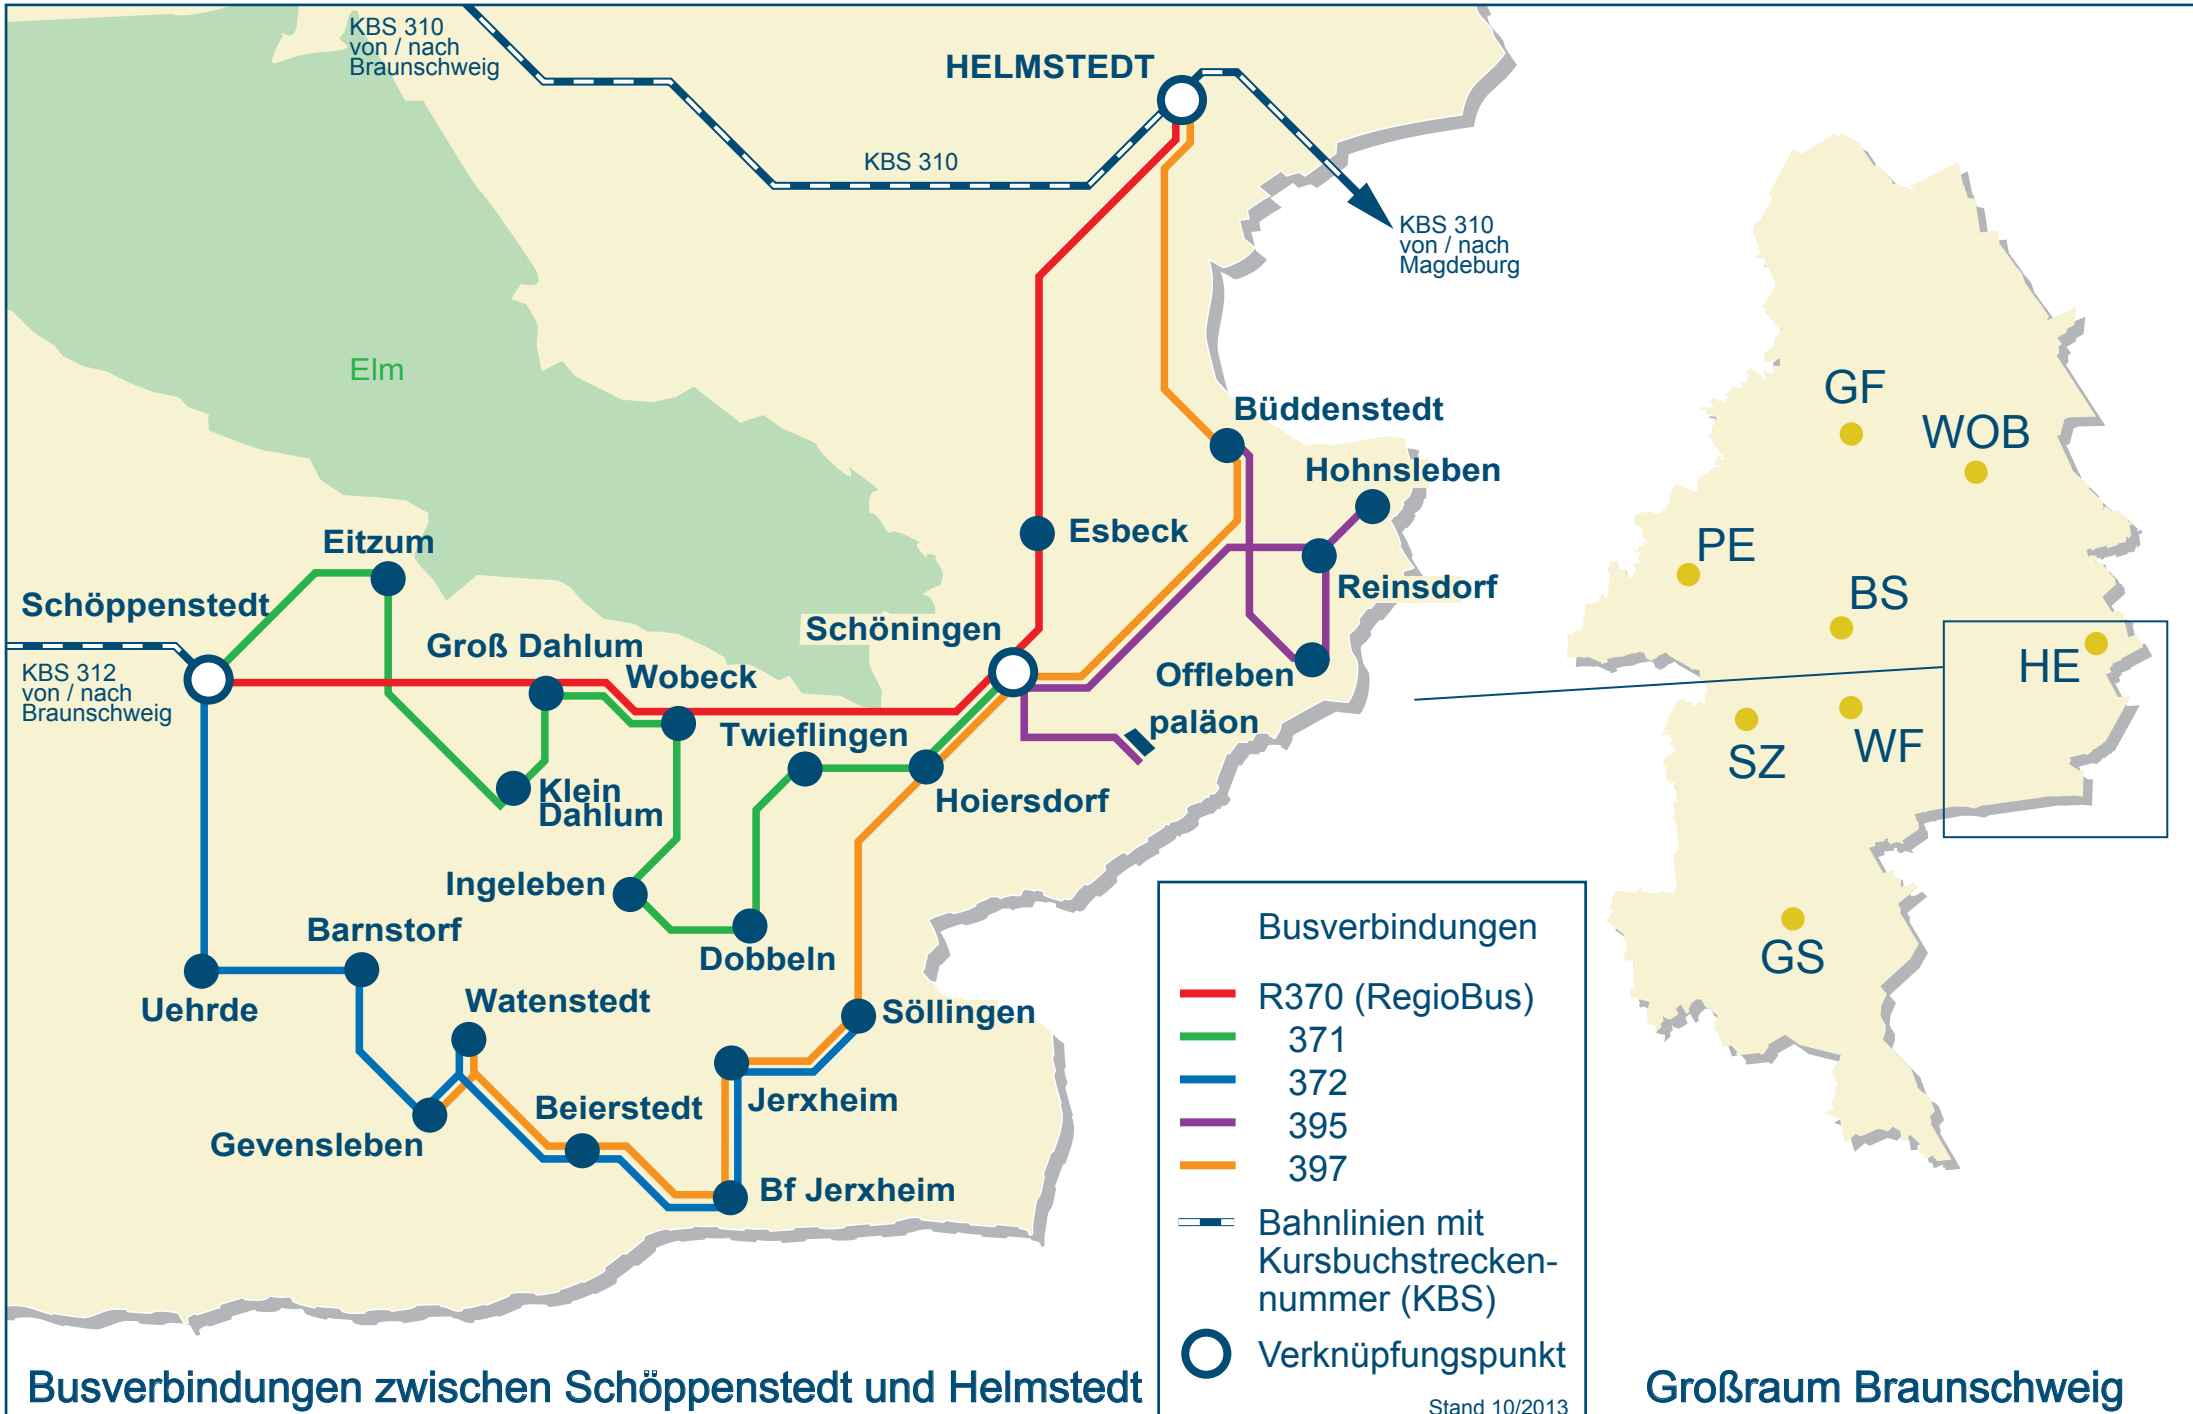 KBS 310
von / nach
Braunschweig
HELMSTEDT
KBS 310
KBS 310
von / nach
Magdeburg
Elm
Büddenstedt
Hohnsleben
Esbeck
Reinsdorf
Eitzum
Schöppenstedt
KBS 312
von / nach
Braunschweig
Groß Dahlum
Wobeck
Schöningen
Offleben
paläon
Twieflingen
Klein
Dahlum
Hoiersdorf
Ingeleben
Dobbeln
Barnstorf
Uehrde
Watenstedt
Söllingen
Gevensleben
Beierstedt
Jerxheim
Bf Jerxheim
GF
WOB
PE
BS
HE
SZ
WF
GS
Busverbindungen
R370 (RegioBus)
371
372
395
397
Bahnlinien mit
Kursbuchstrecken-
nummer (KBS)
Verknüpfungspunkt
Stand 10/2013
Busverbindungen zwischen Schöppenstedt und Helmstedt
Großraum Braunschweig